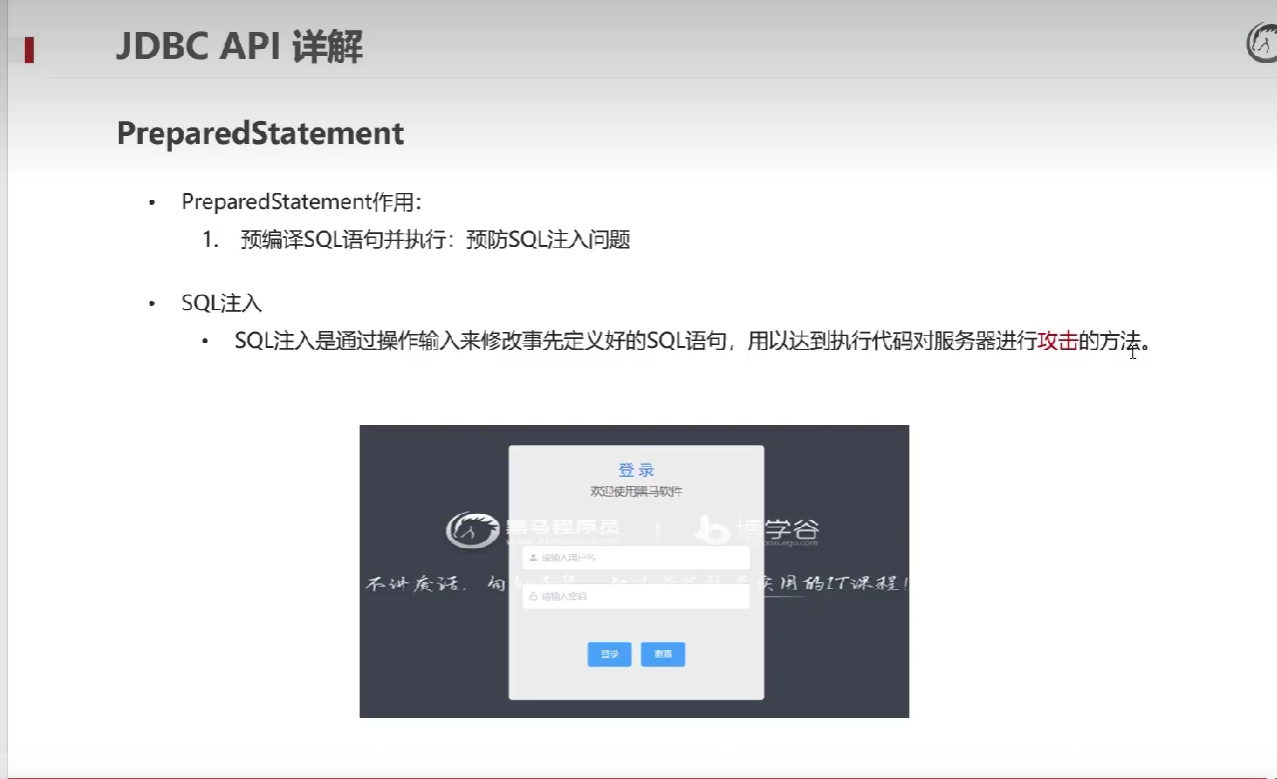 JDBC API 详解
PreparedStatement
• PreparedStatement作用：
1. 预编译SQL语句并执行：预防SQL注入问题
• SQL注入
• SQL注入是通过操作输入来修改事先定义好的SQL语句，用以达到执行代码对服务器进行攻击的方法。
登 录
欢迎使用黑马软件
黑马程序员 | 博学谷
请输入用户名
不讲废话，
实用的IT课程！
请输入密码
登录 重置